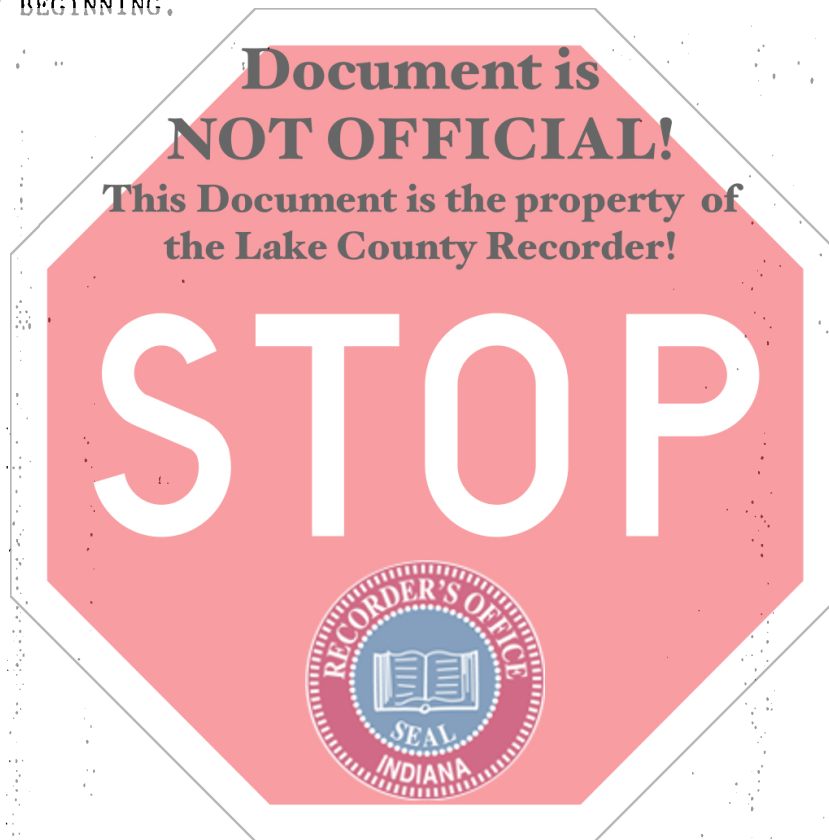 BEGINNING.
Document is
NOT OFFICIAL!
This Document is the property of
the Lake County Recorder!
STOP
RECORDER'S OFFICE
SEAL
INDIANA